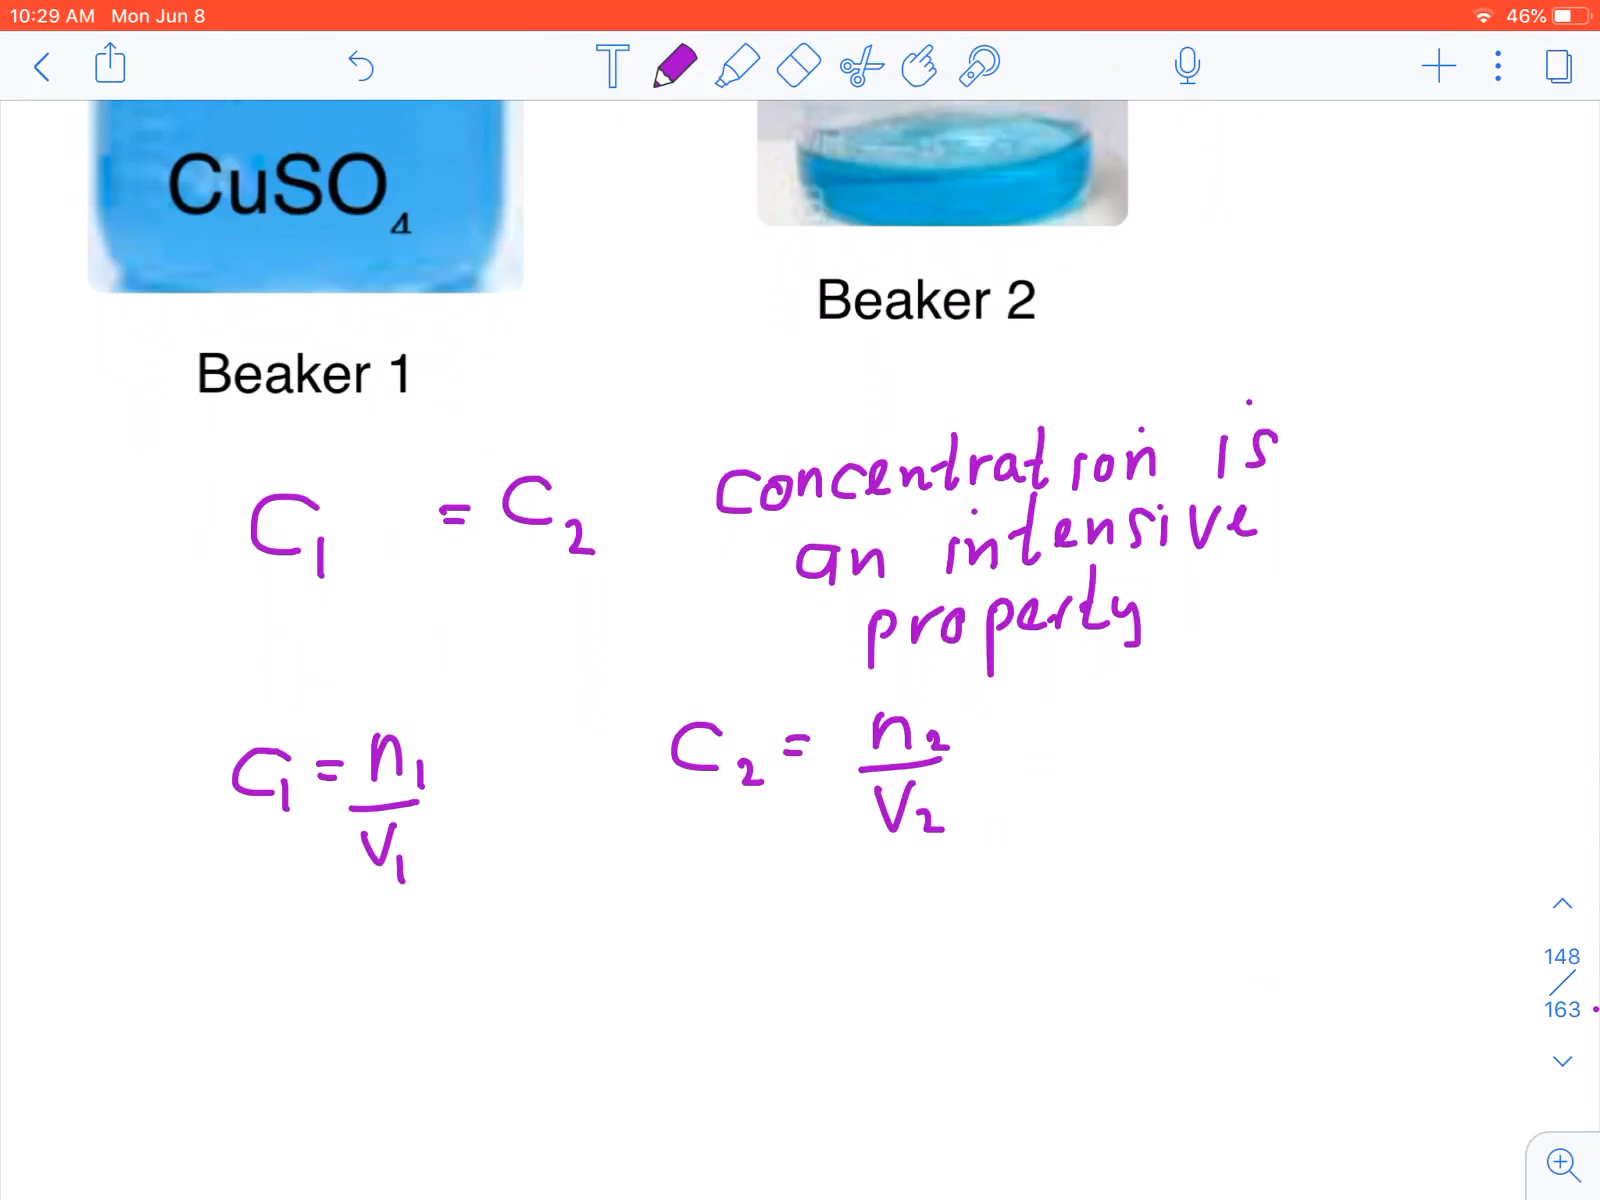 10:29 AM Mon Jun 8
46%
T
CuSO₄
Beaker 2
Beaker 1
C₁ = C₂
Concentration is
an intensive
property
C₁ = n₁/V₁
C₂ = n₂/V₂
148
163